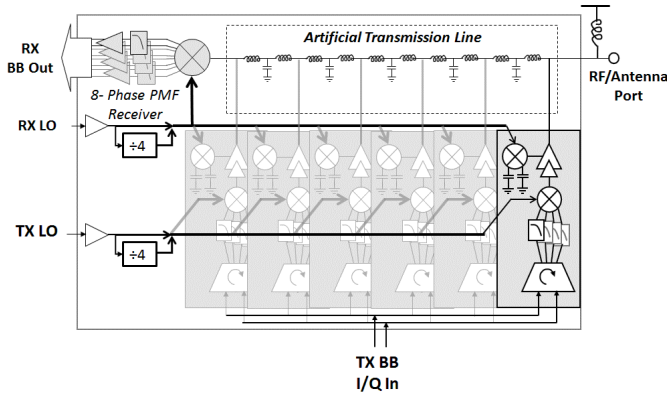 Artificial Transmission Line
RX
BB Out
8- Phase PMF
Receiver
RF/Antenna
Port
RX LO
÷4
TX LO
÷4
TX BB
I/Q In